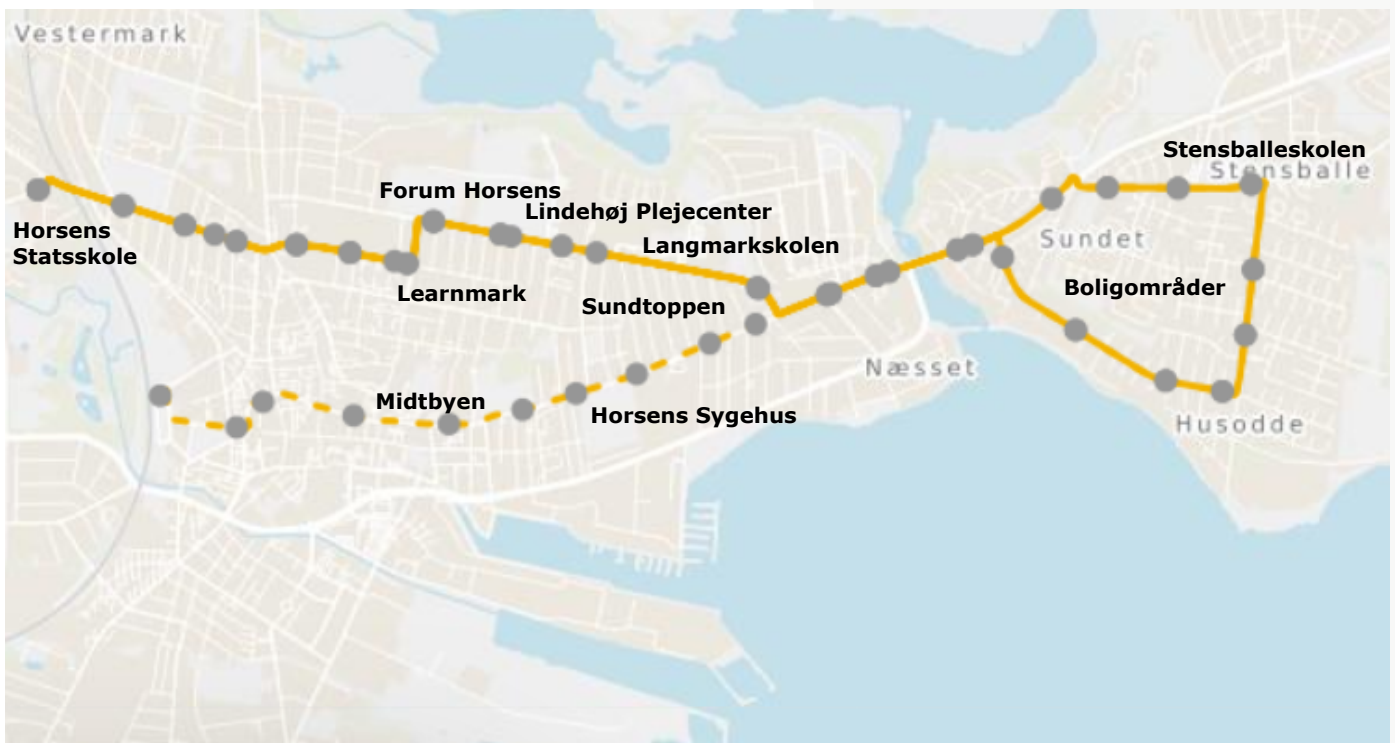 Vestermark
Stensballeskolen
Stensballe
Forum Horsens
Lindehøj Plejecenter
Horsens
Statsskole
Langmarkskolen
Sundet
Learnmark
Boligområder
Sundtoppen
Næsset
Midtbyen
Horsens Sygehus
Husodde